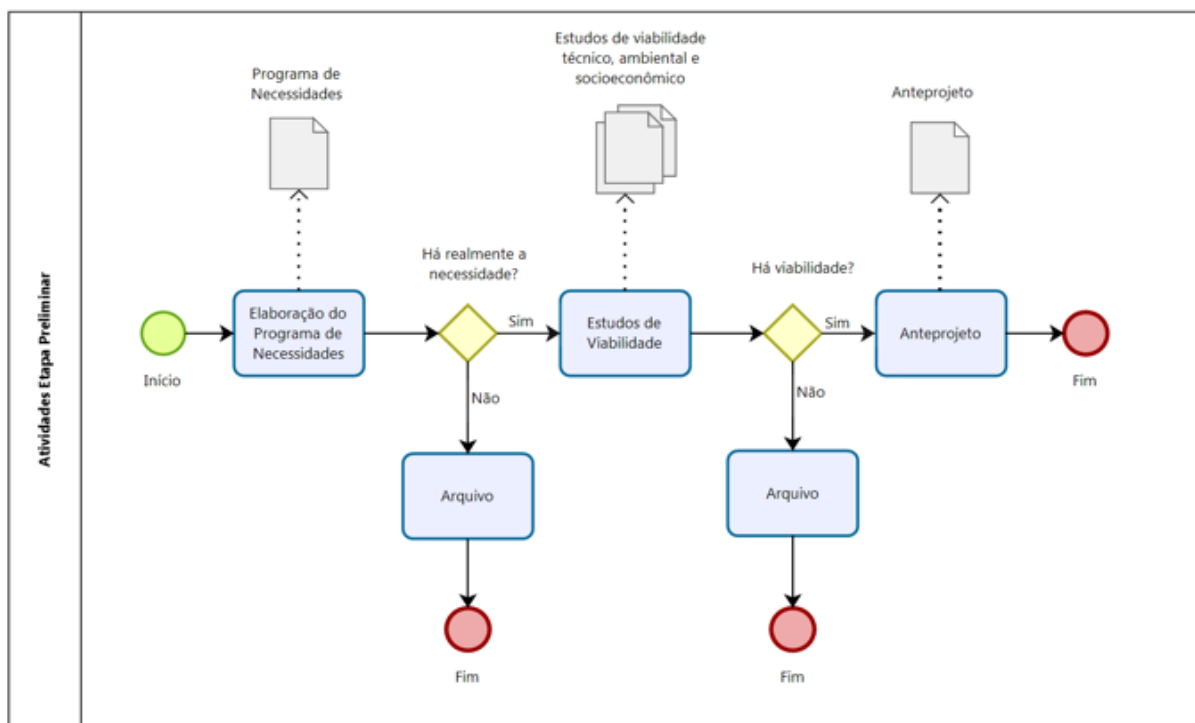 Atividades Etapa Preliminar
Estudos de viabilidade
técnico, ambiental e
socioeconômico
Programa de
Necessidades
Anteprojeto
Há realmente a
necessidade?
Há viabilidade?
Início
Elaboração do
Programa de
Necessidades
Sim
Estudos de
Viabilidade
Sim
Anteprojeto
Fim
Não
Não
Arquivo
Arquivo
Fim
Fim